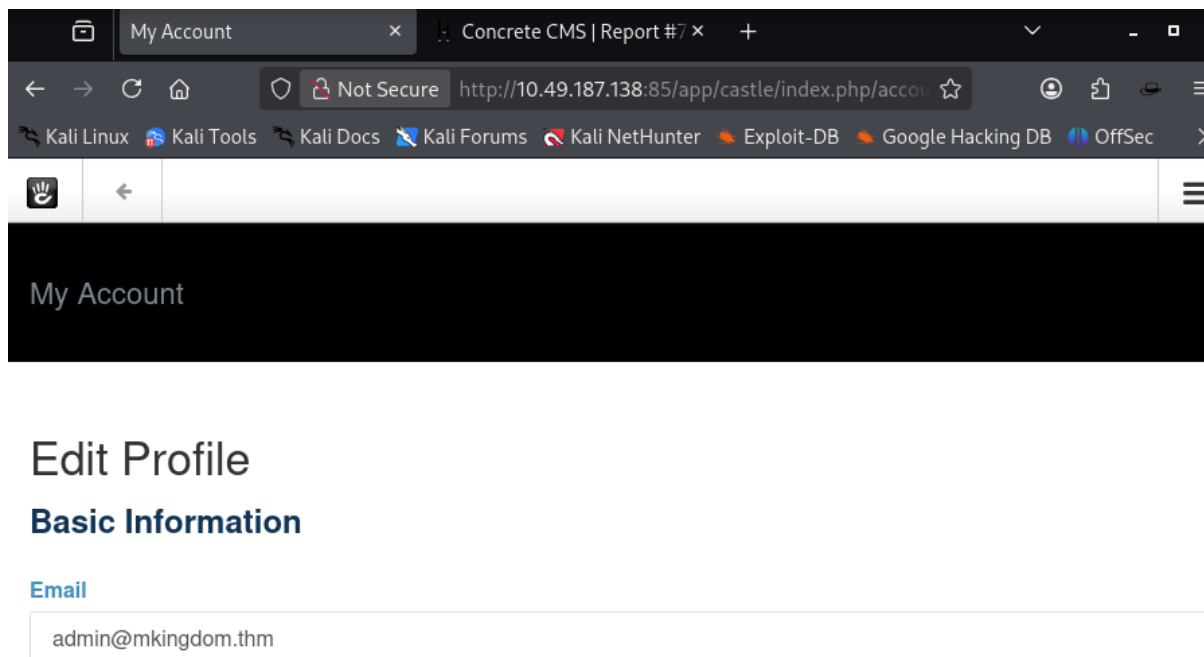 My Account
Concrete CMS | Report #7
Not Secure http://10.49.187.138:85/app/castle/index.php/accou
Kali Linux Kali Tools Kali Docs Kali Forums Kali NetHunter Exploit-DB Google Hacking DB OffSec
My Account
Edit Profile
Basic Information
Email
admin@mkingdom.thm